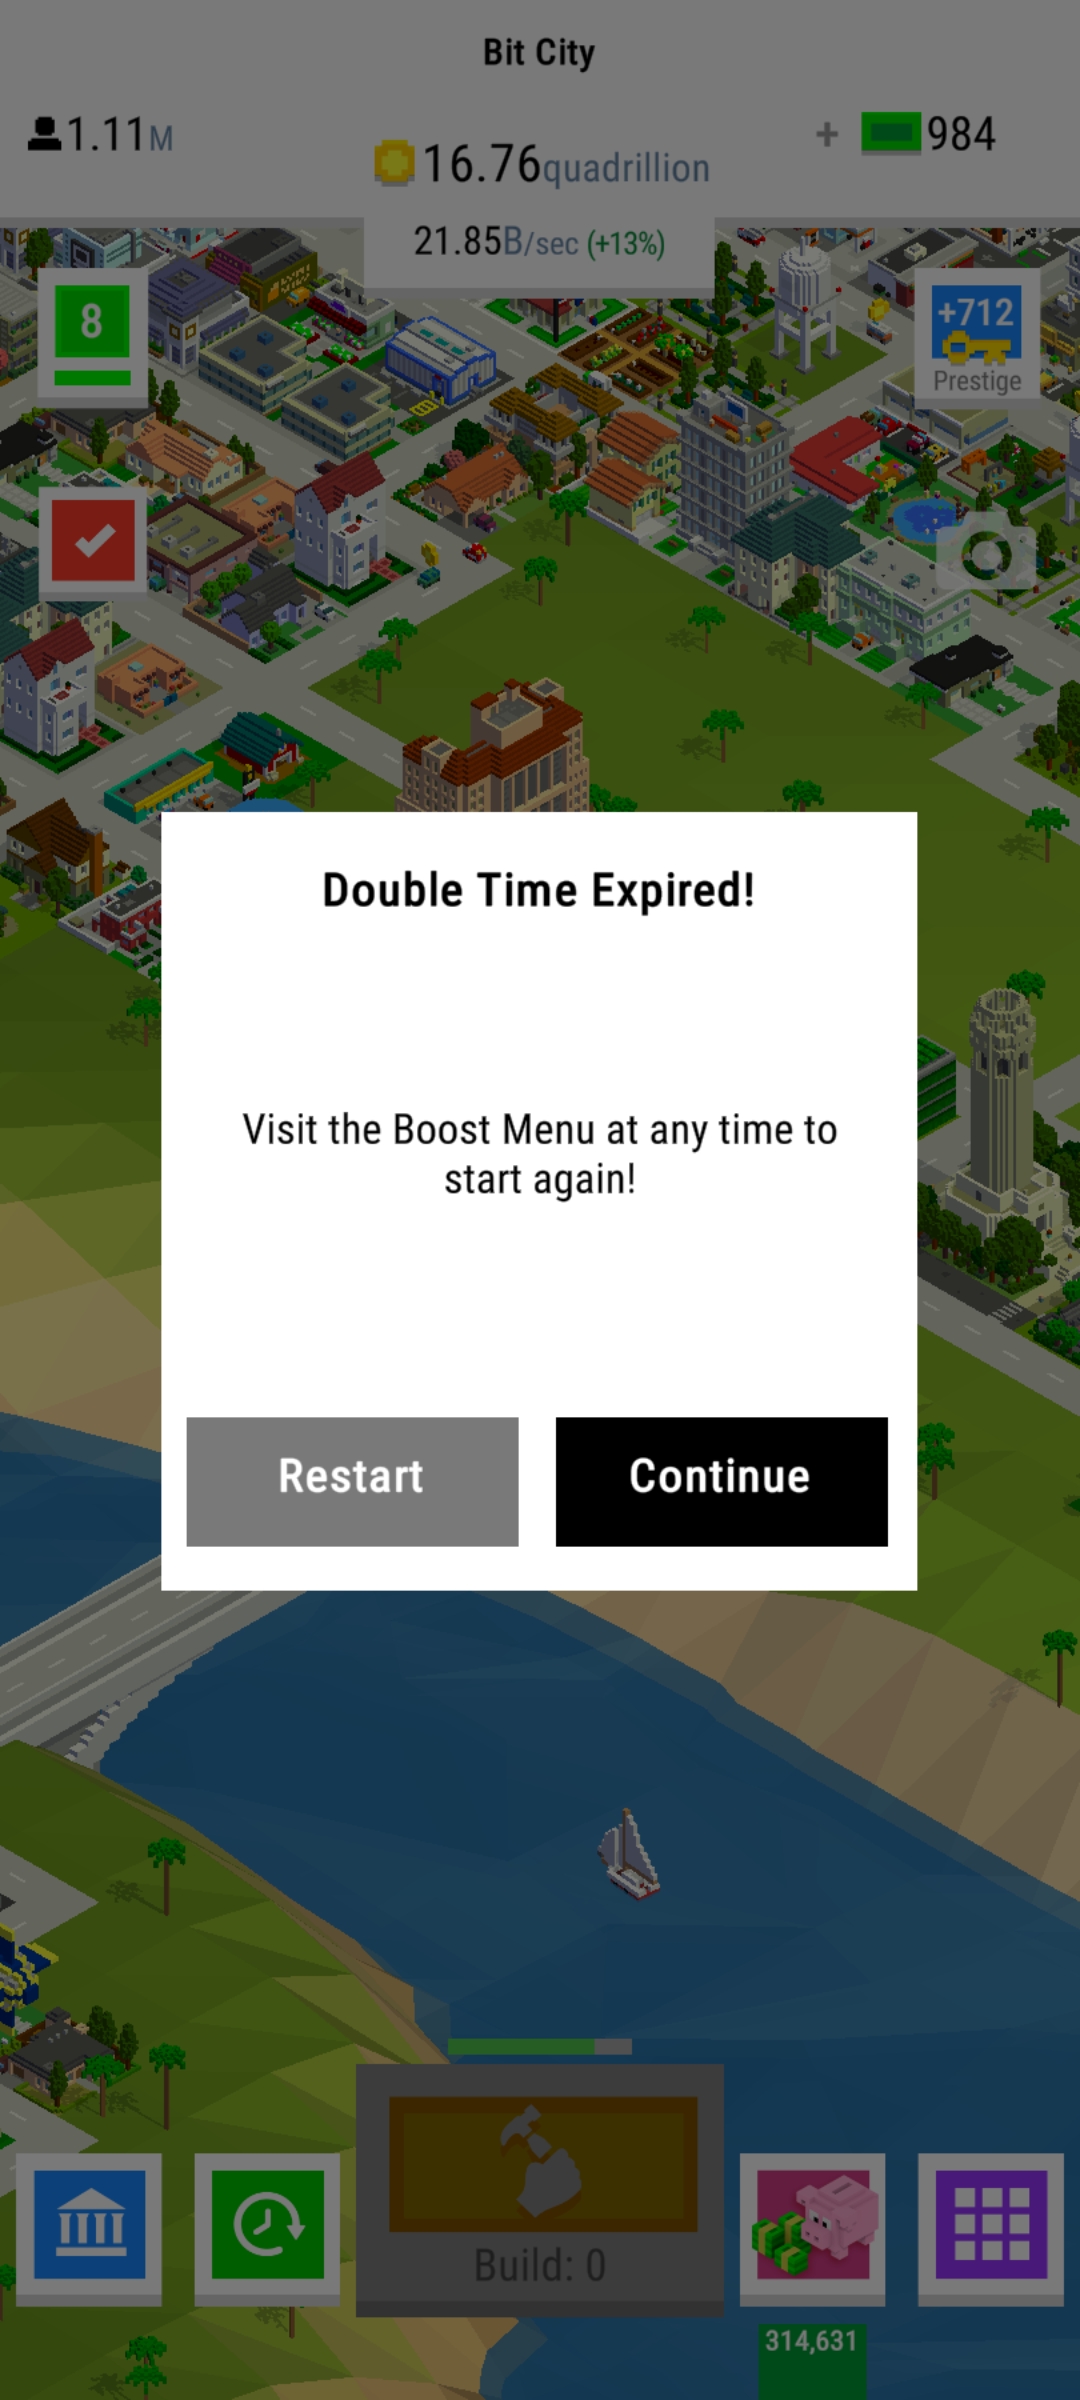 Bit City
1.11M
16.76quadrillion
+ 984
21.85B/sec (+13%)
8
+712
Prestige
Double Time Expired!
Visit the Boost Menu at any time to
start again!
Restart
Continue
Build: 0
314,631